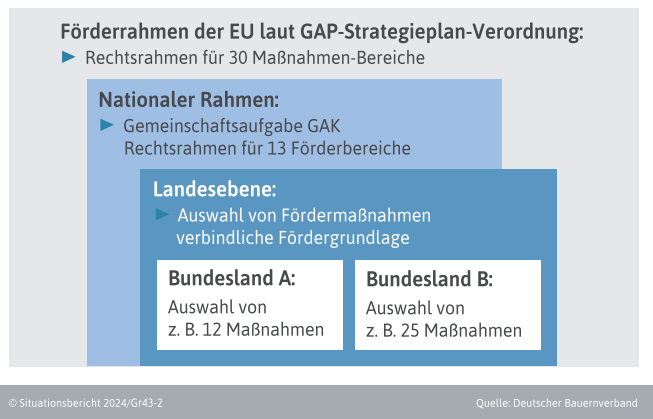 Förderrahmen der EU laut GAP-Strategieplan-Verordnung:
Rechtsrahmen für 30 Maßnahmen-Bereiche
Nationaler Rahmen:
Gemeinschaftsaufgabe GAK
Rechtsrahmen für 13 Förderbereiche
Landesebene:
Auswahl von Fördermaßnahmen
verbindliche Fördergrundlage
Bundesland A:
Auswahl von
z. B. 12 Maßnahmen
Bundesland B:
Auswahl von
z. B. 25 Maßnahmen
© Situationsbericht 2024/Gr43-2
Quelle: Deutscher Bauernverband